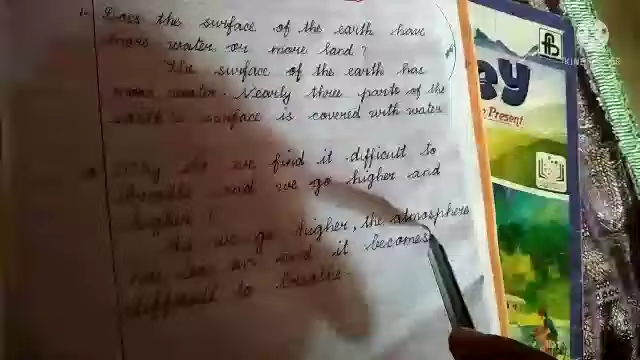 1. Does the surface of the earth have
more water or more land?
The surface of the earth has
more water. Nearly three parts of the
earth's surface is covered with water
Why do we find it difficult to
breathe and we go higher and
higher?
As we go higher, the atmosphere
has less air and it becomes
difficult to breathe.
ey
Present
KINE